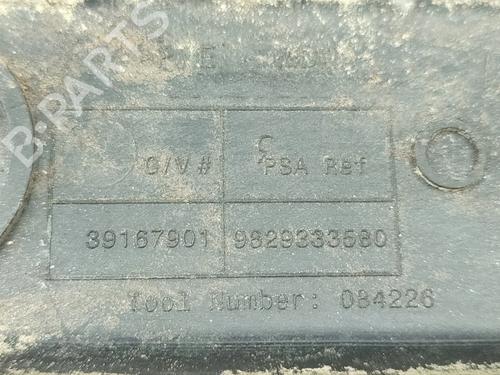 B-PARTS
O/V# PSA Ref
39167901 9829333580
Tool Number: 084226